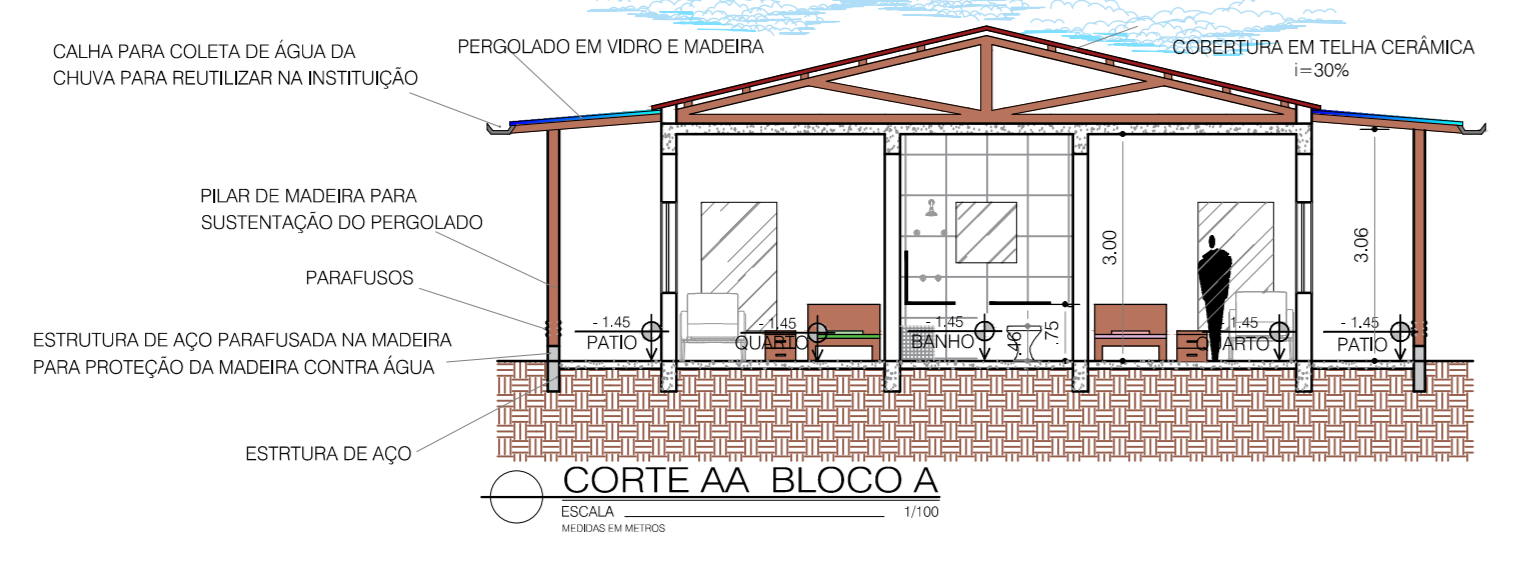 CALHA PARA COLETA DE ÁGUA DA
CHUVA PARA REUTILIZAR NA INSTITUIÇÃO
PERGOLADO EM VIDRO E MADEIRA
COBERTURA EM TELHA CERÂMICA
i=30%
PILAR DE MADEIRA PARA
SUSTENTAÇÃO DO PERGOLADO
PARAFUSOS
ESTRUTURA DE AÇO PARAFUSADA NA MADEIRA
PARA PROTEÇÃO DA MADEIRA CONTRA ÁGUA
ESTRTURA DE AÇO
- 1.45
PATIO
- 1.45
QUARTO
- 1.45
BANHO
.46
.75
3.00
- 1.45
QUARTO
3.06
- 1.45
PATIO
CORTE AA BLOCO A
ESCALA 1/100
MEDIDAS EM METROS